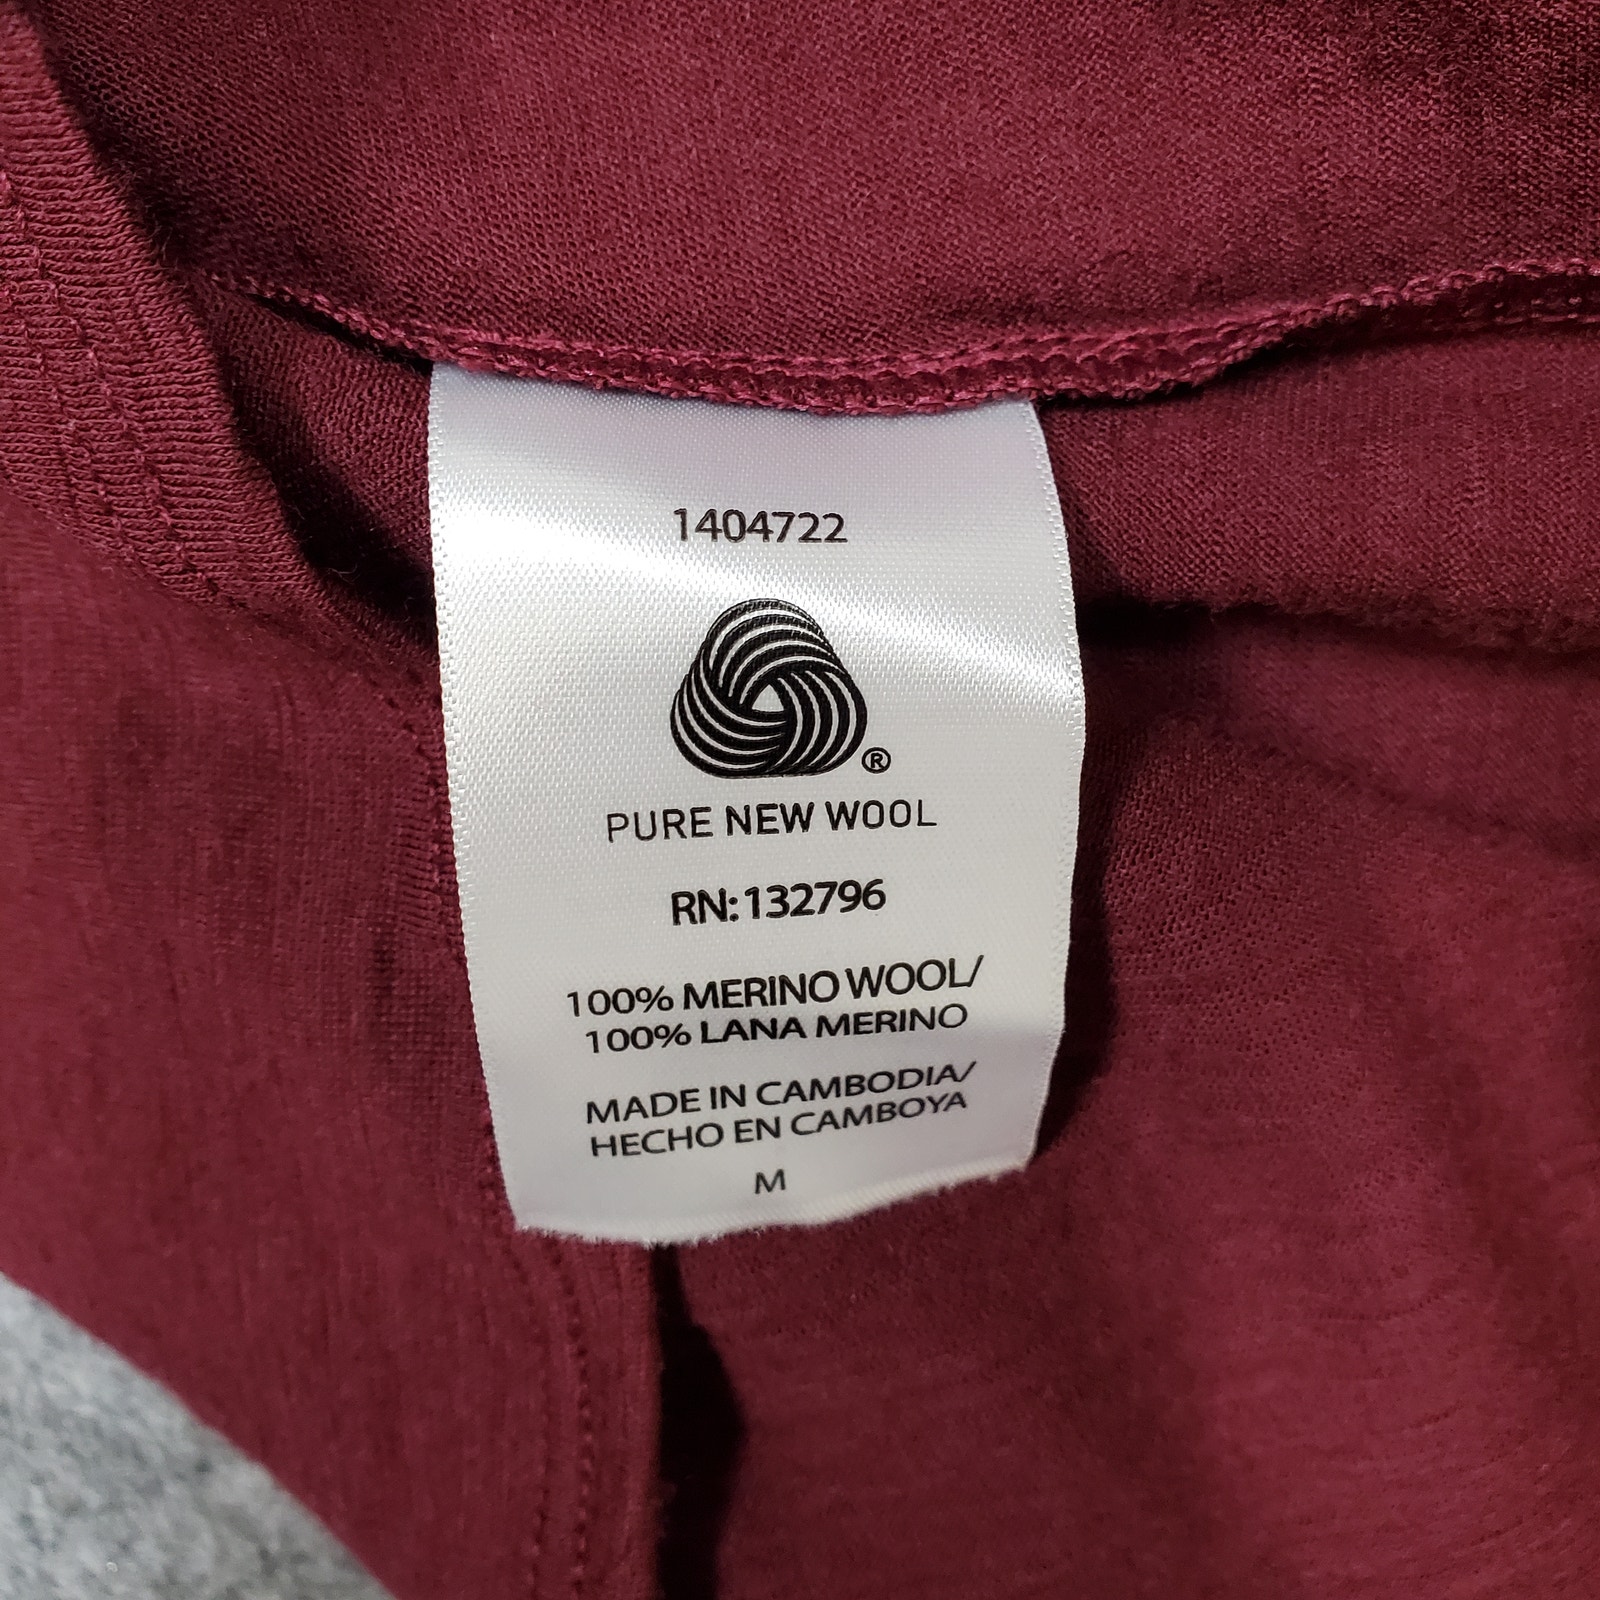 1404722
®
PURE NEW WOOL
RN:132796
100% MERINO WOOL/
100% LANA MERINO
MADE IN CAMBODIA/
HECHO EN CAMBOYA
M